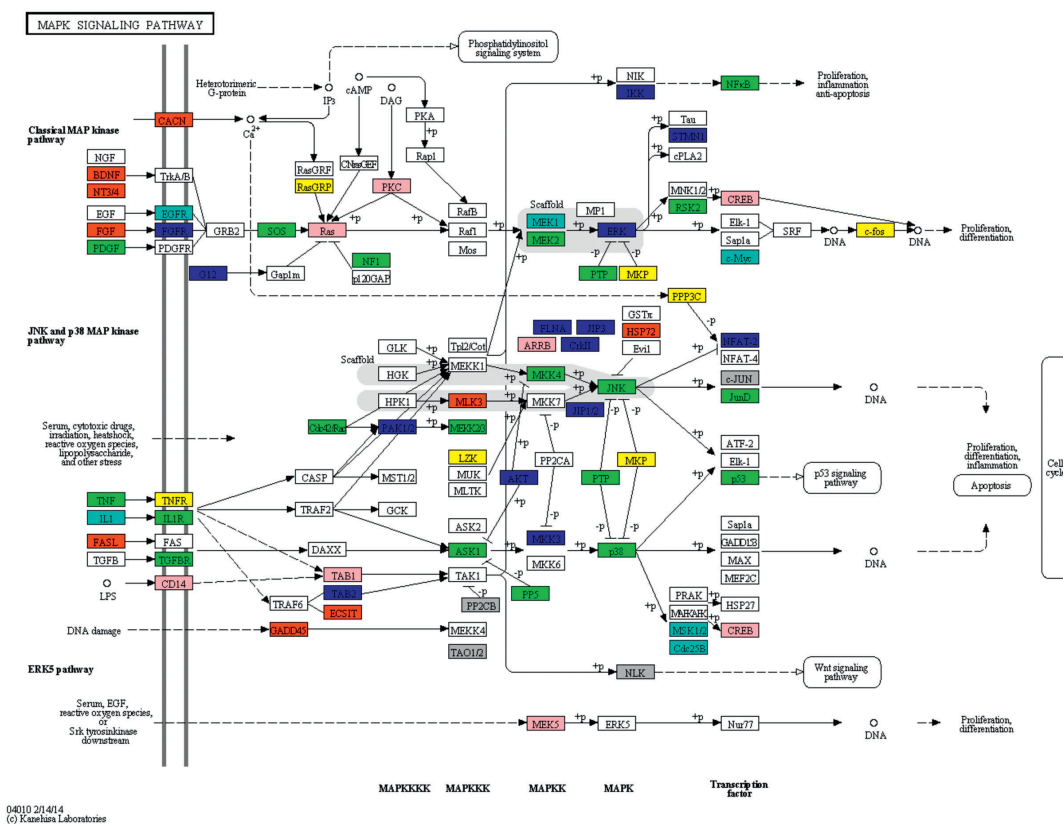 MAPK SIGNALING PATHWAY
Phosphatidylinositol
signaling system
Heterotorimeric
G-protein
IP3
cAMP
DAG
Ca2+
CACN
Classical MAP kinase
pathway
NGF
BDNF
NT3/4
EGF
FGF
PDGF
TrkA/B
EGFR
FGFR
PDGFR
GRB2
SOS
G12
Gap1m
RasGRF
RasGRP
CNrasGEF
PKC
PKA
+p
Rap1
Ras
NF1
p120GAP
+p
+p
RafB
Raf1
Mos
+p
Scaffold
MEK1
MEK2
MP1
+p
ERK
-p
-p
PTP
MKP
+p
NIK
IKK
NFκB
Proliferation,
inflammation
anti-apoptosis
+p
Tau
STMN1
cPLA2
+p
MNK1/2
RSK2
+p
CREB
+p
Elk-1
Sap1a
c-Myc
SRF
DNA
c-fos
DNA
Proliferation,
differentiation
PPP3C
-p
JNK and p38 MAP kinase
pathway
Scaffold
GLK
HGK
HPK1
Tpl2/Cot
MEKK1
MLK3
Cdc42/Rac
PAK1/2
MEKK2/3
+p
+p
+p
FLNA
JIP3
ARRB
CrkII
GSTπ
HSP72
Evi1
MKK4
MKK7
+p
+p
JNK
JIP1/2
+p
+p
+p
NFAT-2
NFAT-4
c-JUN
JunD
DNA
Serum, cytotoxic drugs,
irradiation, heatshock,
reactive oxygen species,
lipopolysaccharide,
and other stress
CASP
MST1/2
LZK
MUK
MLTK
-p
PP2CA
AKT
-p
-p
-p
MKP
PTP
-p
-p
+p
ATF-2
Elk-1
p53
p53 signaling
pathway
Proliferation,
differentiation,
inflammation
Apoptosis
Cell
cycle
TNF
IL1
FASL
TGFB
TNFR
IL1R
FAS
TGFBR
TRAF2
GCK
DAXX
ASK2
ASK1
+p
MKK3
MKK6
+p
p38
Sap1a
MAX
MEF2C
DNA
LPS
CD14
TAB1
TAB2
TRAF6
ECSIT
TAK1
-p
-p
PP2CB
PP5
+p
PRAK
MSK1/2
Cdc25B
+p
HSP27
+p
CREB
DNA damage
GADD45
MEKK4
TAO1/2
+p
NLK
Wnt signaling
pathway
ERK5 pathway
Serum, EGF,
reactive oxygen species,
or
Srk tyrosinkinase
downstream
MEK5
+p
ERK5
+p
Nur77
DNA
Proliferation,
differentiation
MAPKKKK
MAPKKK
MAPKK
MAPK
Transcription
factor
04010 2/14/14
(c) Kanehisa Laboratories